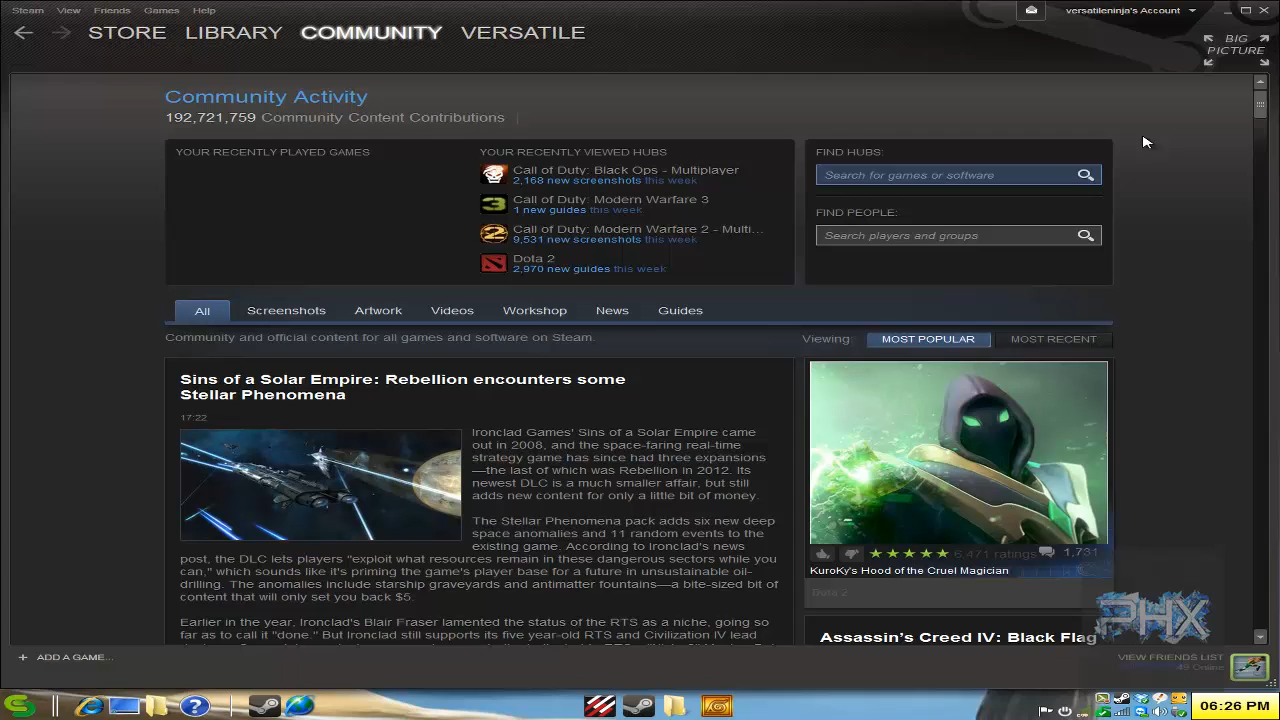 Steam View Friends Games Help
versatileninja's Account
STORE LIBRARY COMMUNITY VERSATILE
BIG
PICTURE
Community Activity
192,721,759 Community Content Contributions
YOUR RECENTLY PLAYED GAMES
YOUR RECENTLY VIEWED HUBS
Call of Duty: Black Ops - Multiplayer
2,168 new screenshots this week
Call of Duty: Modern Warfare 3
1 new guides this week
Call of Duty: Modern Warfare 2 - Multi...
9,531 new screenshots this week
Dota 2
2,970 new guides this week
FIND HUBS:
Search for games or software
FIND PEOPLE:
Search players and groups
All Screenshots Artwork Videos Workshop News Guides
Community and official content for all games and software on Steam.
Viewing: MOST POPULAR MOST RECENT
Sins of a Solar Empire: Rebellion encounters some
Stellar Phenomena
17:22
Ironclad Games' Sins of a Solar Empire came
out in 2008, and the space-faring real-time
strategy game has since had three expansions
—the last of which was Rebellion in 2012. Its
newest DLC is a much smaller affair, but still
adds new content for only a little bit of money.
The Stellar Phenomena pack adds six new deep
space anomalies and 11 random events to the
existing game. According to Ironclad's news
post, the DLC lets players "exploit what resources remain in these dangerous sectors while you
can," which sounds like it's priming the game's player base for a future in unsustainable oil-
drilling. The anomalies include starship graveyards and antimatter fountains—a bite-sized bit of
content that will only set you back $5.
Earlier in the year, Ironclad's Blair Fraser lamented the status of the RTS as a niche, going so
far as to call it "done." But Ironclad still supports its five year-old RTS and Civilization IV lead
6,471 ratings 1,731
KuroKy's Hood of the Cruel Magician
Dota 2
Assassin's Creed IV: Black Flag
PHX
+ ADD A GAME...
VIEW FRIENDS LIST
49 Online
06:26 PM